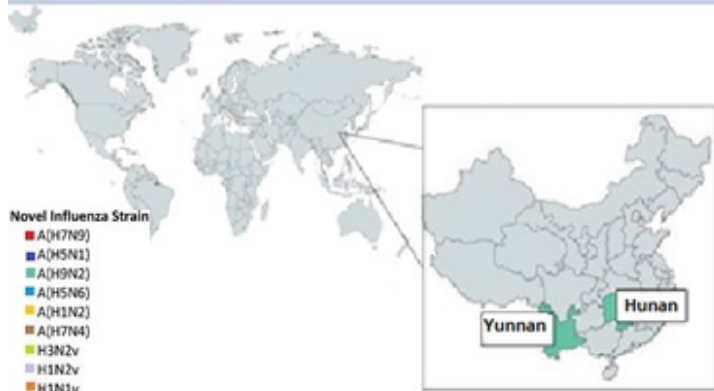 Novel Influenza Strain
A(H7N9)
A(H5N1)
A(H9N2)
A(H5N6)
A(H1N2)
A(H7N4)
H3N2v
H1N2v
H1N1v
Yunnan
Hunan